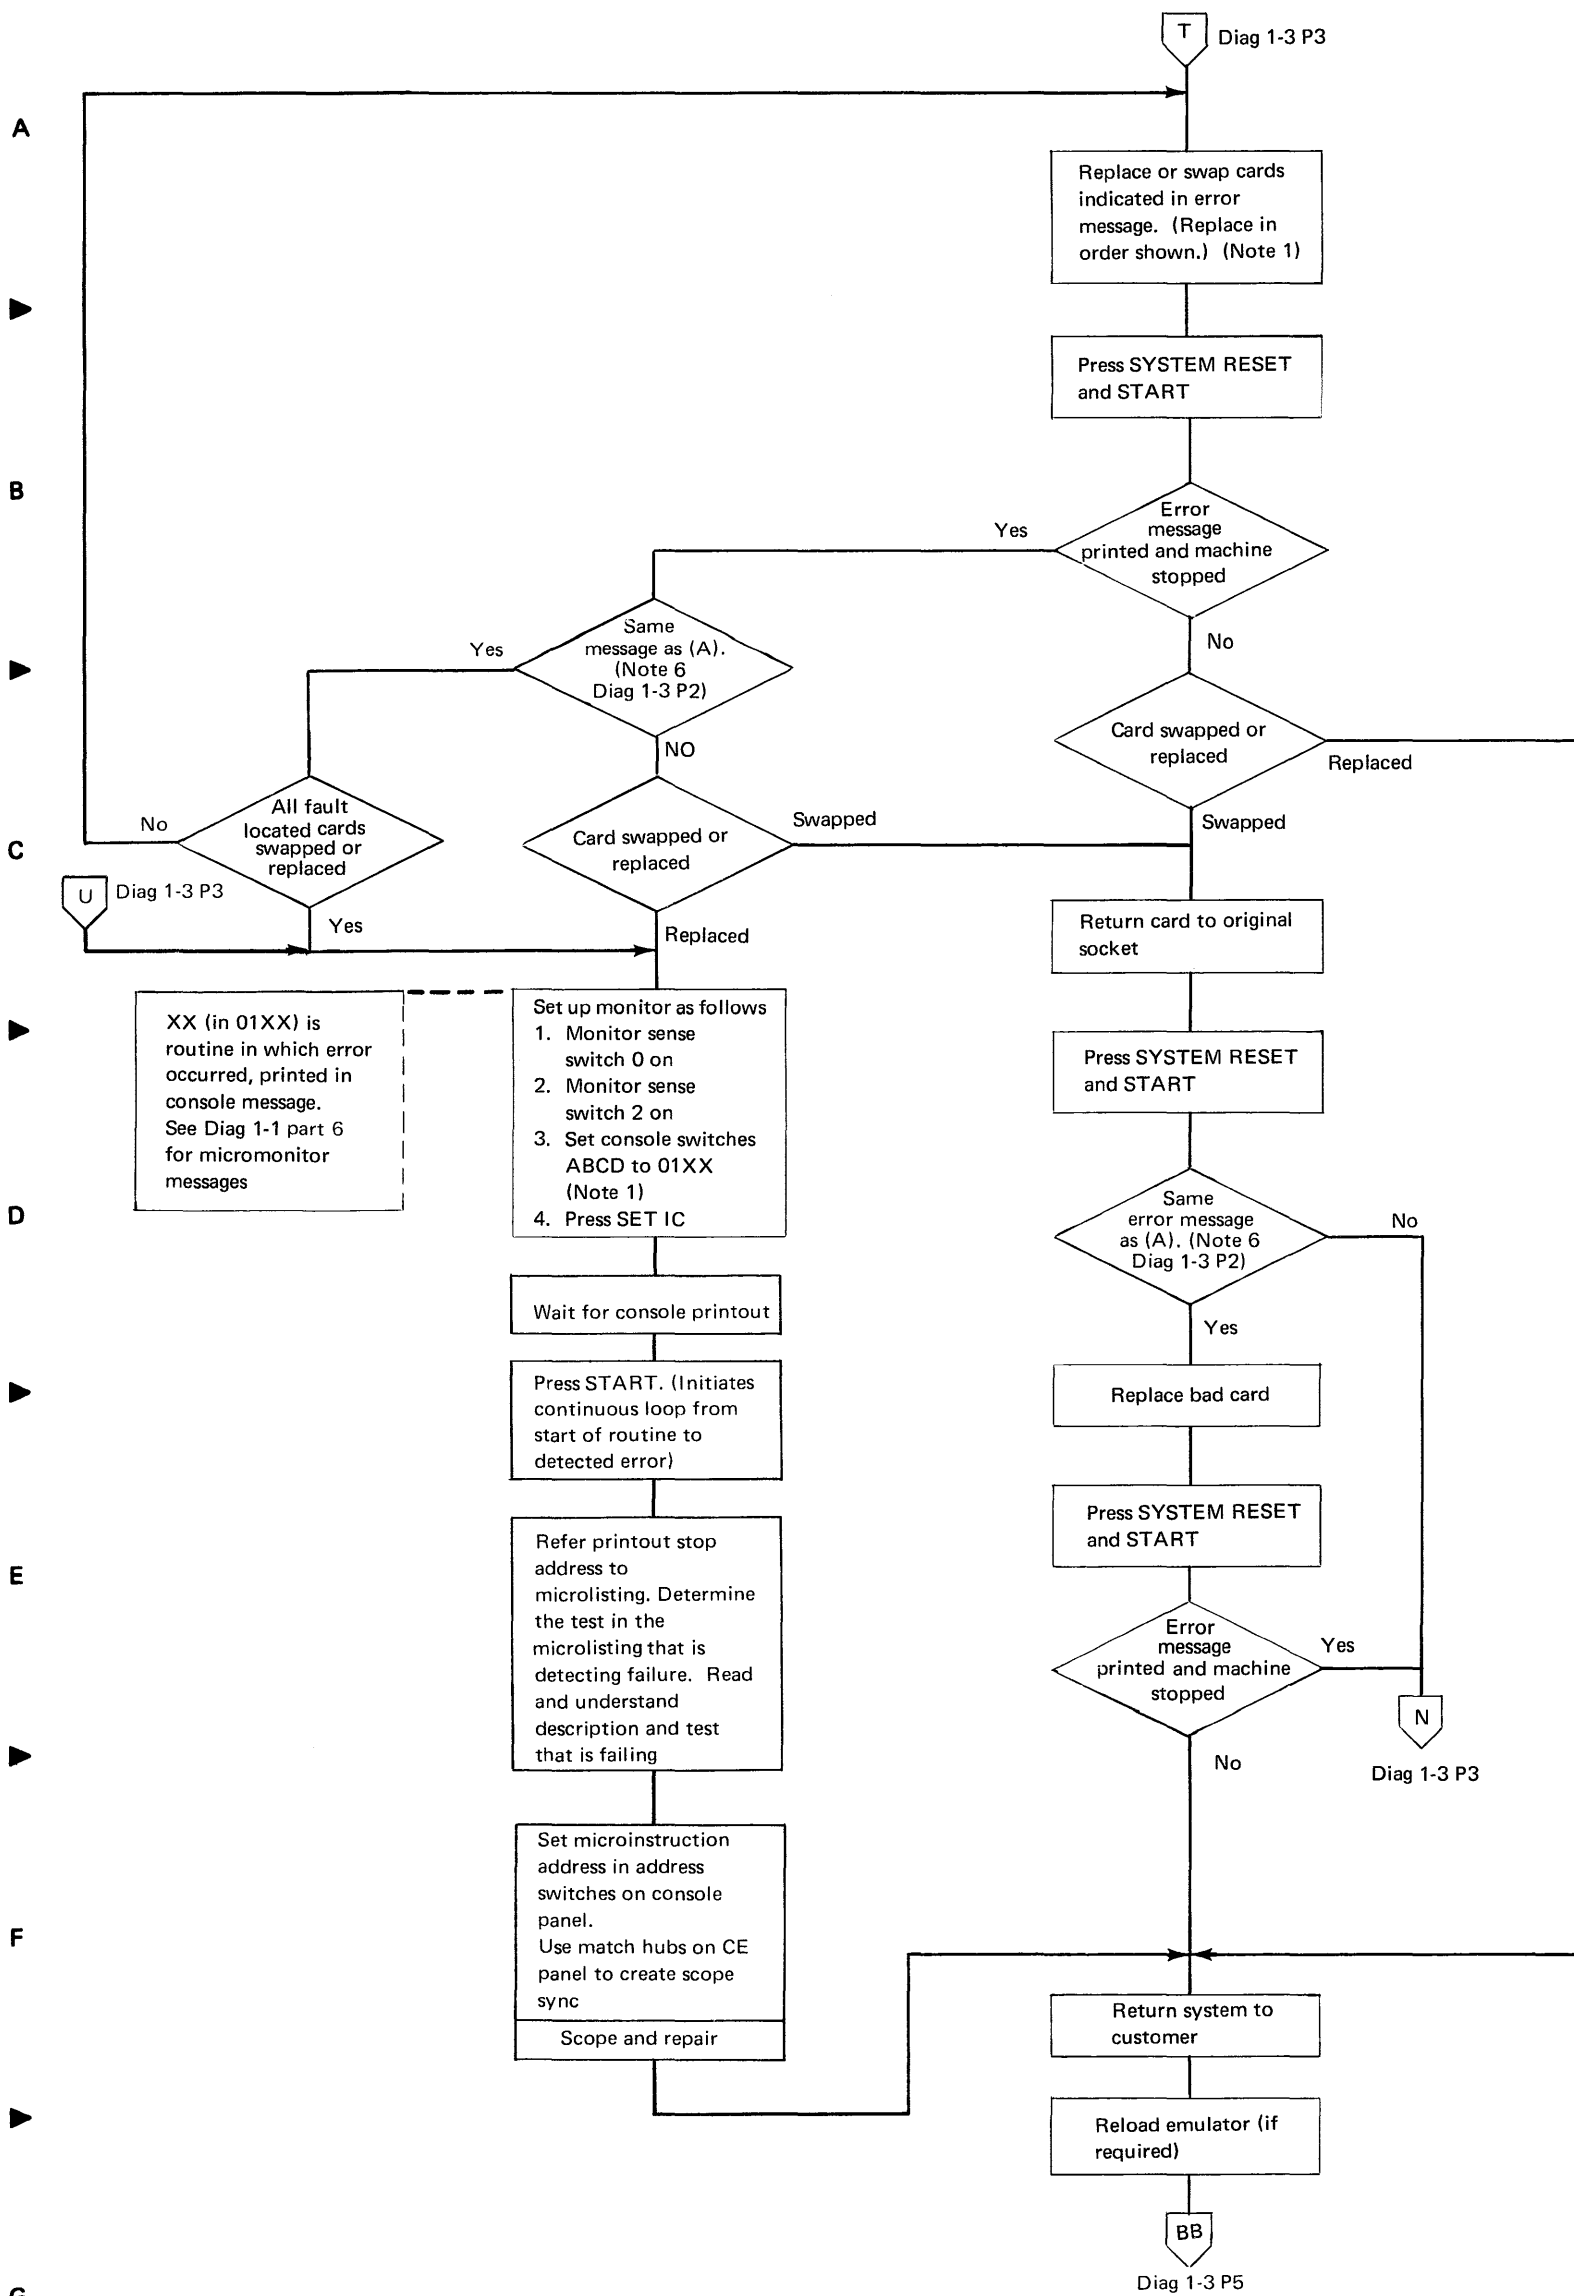 T
Diag 1-3 P3
A
Replace or swap cards
indicated in error
message. (Replace in
order shown.) (Note 1)
Press SYSTEM RESET
and START
B
Error
message
printed and machine
stopped
Yes
No
Same
message as (A).
(Note 6
Diag 1-3 P2)
Yes
NO
Card swapped or
replaced
Replaced
Swapped
All fault
located cards
swapped or
replaced
No
Yes
Card swapped or
replaced
Swapped
Replaced
C
U
Diag 1-3 P3
Return card to original
socket
XX (in 01XX) is
routine in which error
occurred, printed in
console message.
See Diag 1-1 part 6
for micromonitor
messages
Set up monitor as follows
1. Monitor sense
switch 0 on
2. Monitor sense
switch 2 on
3. Set console switches
ABCD to 01XX
(Note 1)
4. Press SET IC
Press SYSTEM RESET
and START
D
Same
error message
as (A). (Note 6
Diag 1-3 P2)
No
Yes
Wait for console printout
Press START. (Initiates
continuous loop from
start of routine to
detected error)
Replace bad card
Press SYSTEM RESET
and START
E
Refer printout stop
address to
microlisting. Determine
the test in the
microlisting that is
detecting failure. Read
and understand
description and test
that is failing
Error
message
printed and machine
stopped
Yes
No
N
Diag 1-3 P3
Set microinstruction
address in address
switches on console
panel.
Use match hubs on CE
panel to create scope
sync
Scope and repair
F
Return system to
customer
Reload emulator (if
required)
BB
Diag 1-3 P5
G